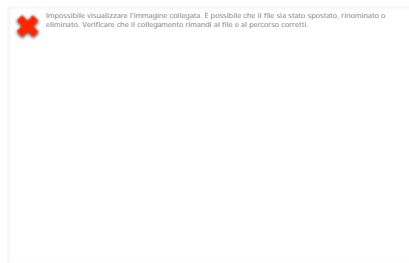 Impossibile visualizzare l'immagine collegata. È possibile che il file sia stato spostato, rinominato o
eliminato. Verificare che il collegamento rimandi al file e al percorso corretti.